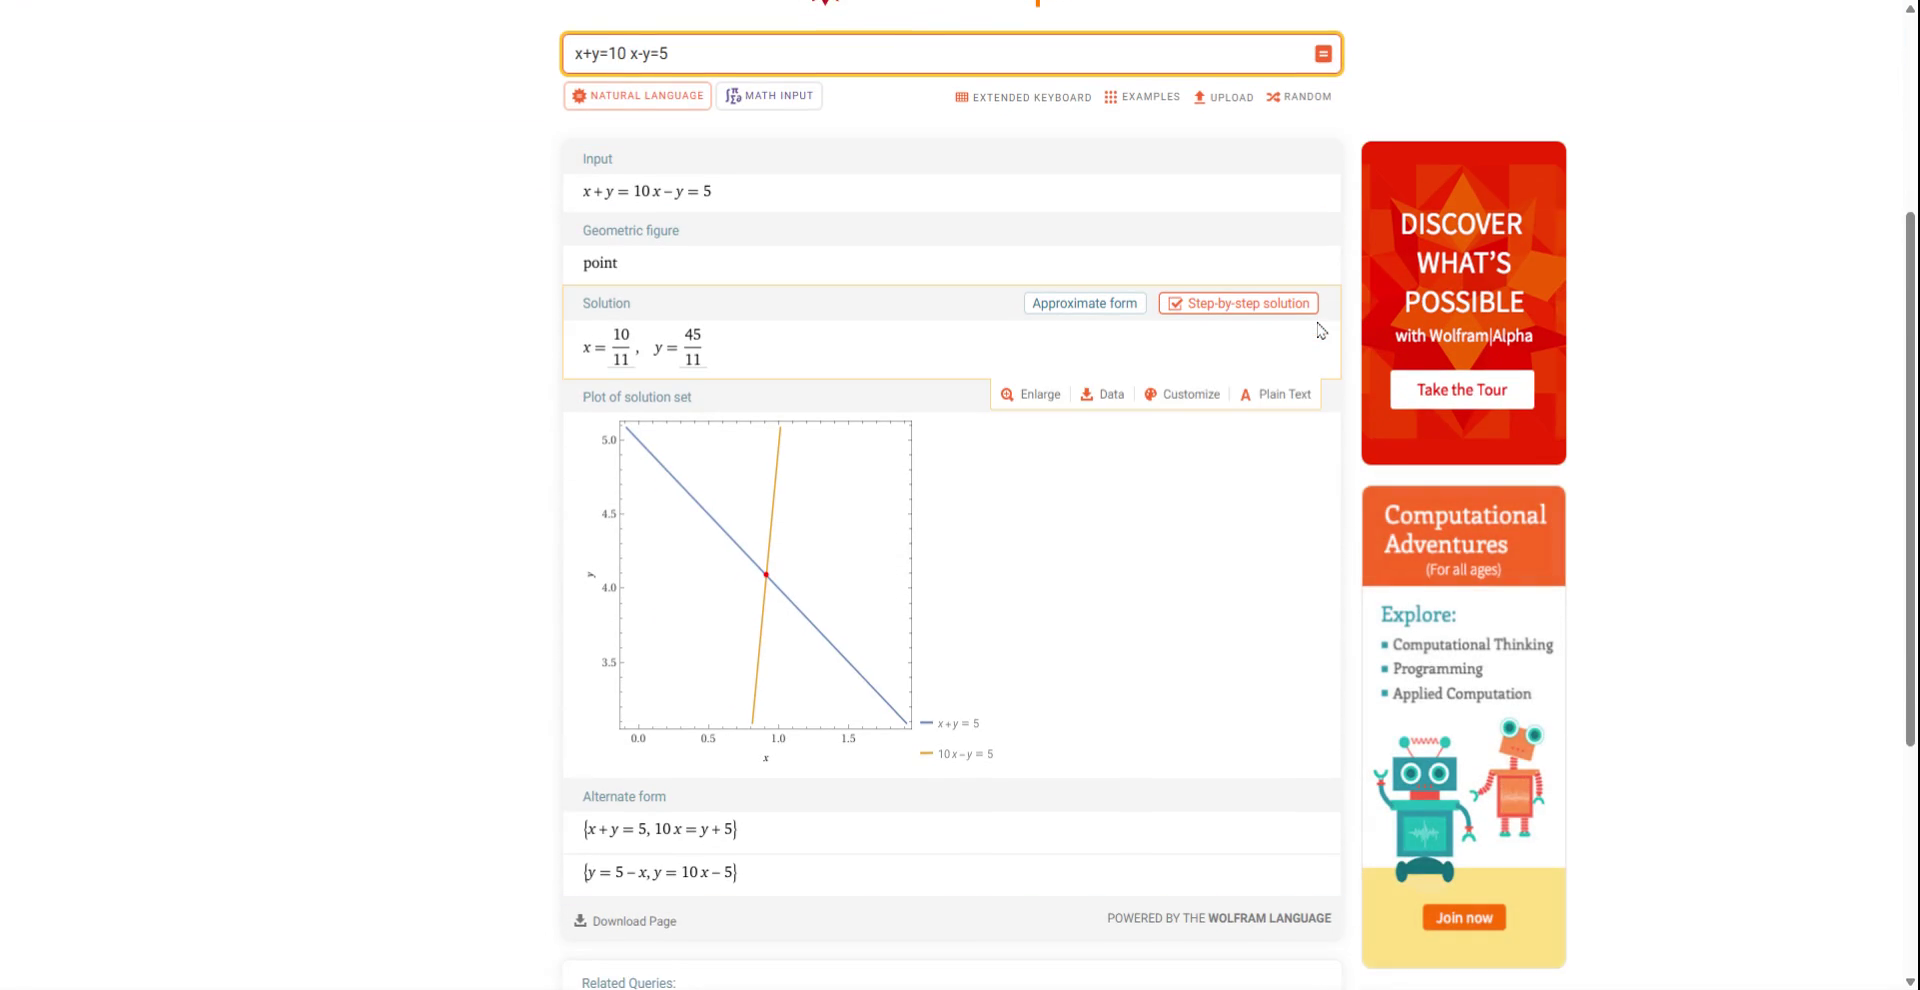 x+y=10 x-y=5
NATURAL LANGUAGE
MATH INPUT
EXTENDED KEYBOARD
EXAMPLES
UPLOAD
RANDOM
Input
x + y = 10 x − y = 5
Geometric figure
point
Solution
Approximate form
Step-by-step solution
x = 10/11, y = 45/11
Enlarge
Data
Customize
A Plain Text
Plot of solution set
5.0
4.5
4.0
3.5
y
0.0 0.5 1.0 1.5
x
x + y = 5
10 x − y = 5
Alternate form
{x + y = 5, 10 x = y + 5}
{y = 5 − x, y = 10 x − 5}
Download Page
POWERED BY THE WOLFRAM LANGUAGE
Related Queries:
DISCOVER
WHAT'S
POSSIBLE
with Wolfram|Alpha
Take the Tour
Computational
Adventures
(For all ages)
Explore:
Computational Thinking
Programming
Applied Computation
Join now